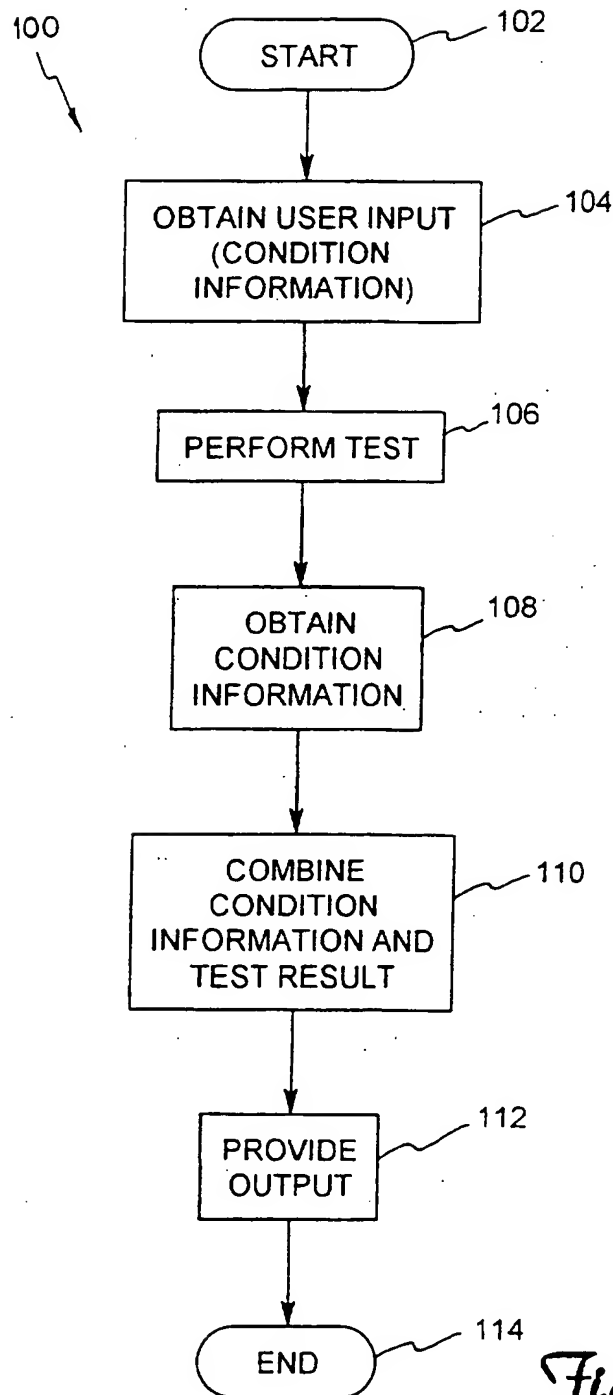 100
START
102
OBTAIN USER INPUT
(CONDITION
INFORMATION)
104
PERFORM TEST
106
OBTAIN
CONDITION
INFORMATION
108
COMBINE
CONDITION
INFORMATION AND
TEST RESULT
110
PROVIDE
OUTPUT
112
END
114